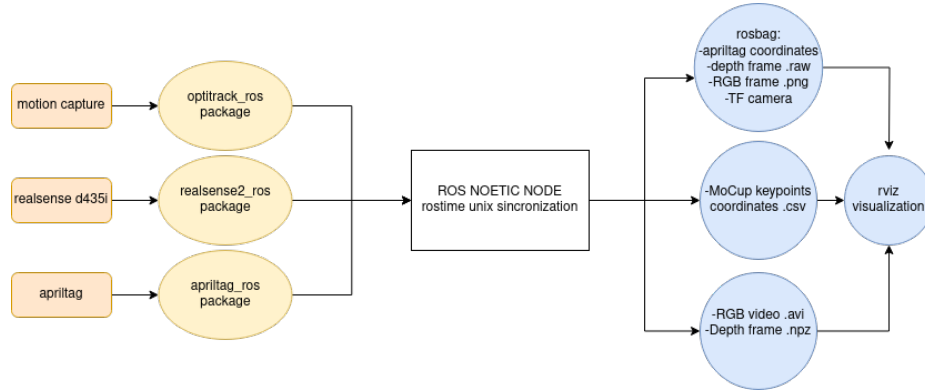 motion capture
optitrack_ros
package
realsense d435i
realsense2_ros
package
apriltag
apriltag_ros
package
ROS NOETIC NODE
rostime unix sincronization
rosbag:
-apriltag coordinates
-depth frame .raw
-RGB frame .png
-TF camera
-MoCup keypoints
coordinates .csv
-RGB video .avi
-Depth frame .npz
rviz
visualization